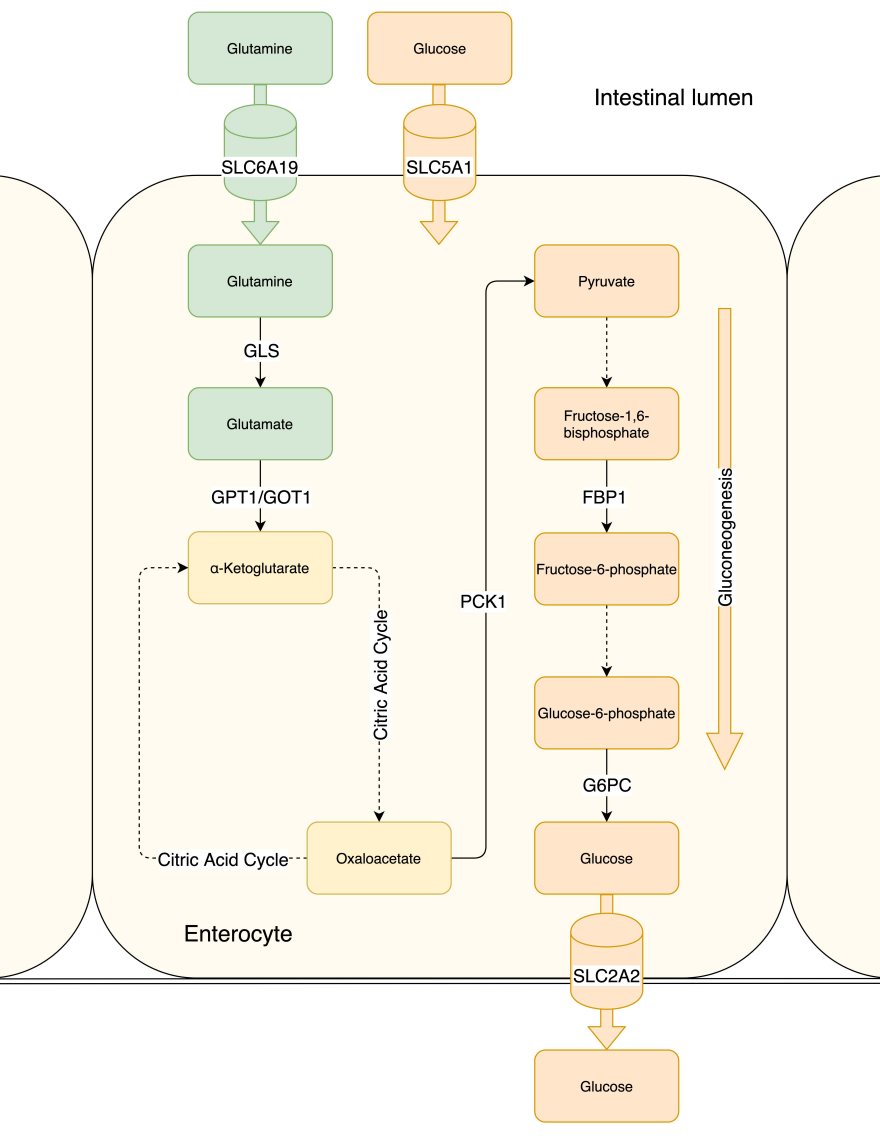 Glutamine
Glucose
Intestinal lumen
SLC6A19
SLC5A1
Glutamine
Pyruvate
GLS
Glutamate
Fructose-1,6-
bisphosphate
GPT1/GOT1
FBP1
Gluconeogenesis
α-Ketoglutarate
Fructose-6-phosphate
PCK1
Citric Acid Cycle
Glucose-6-phosphate
G6PC
Citric Acid Cycle
Oxaloacetate
Glucose
Enterocyte
SLC2A2
Glucose